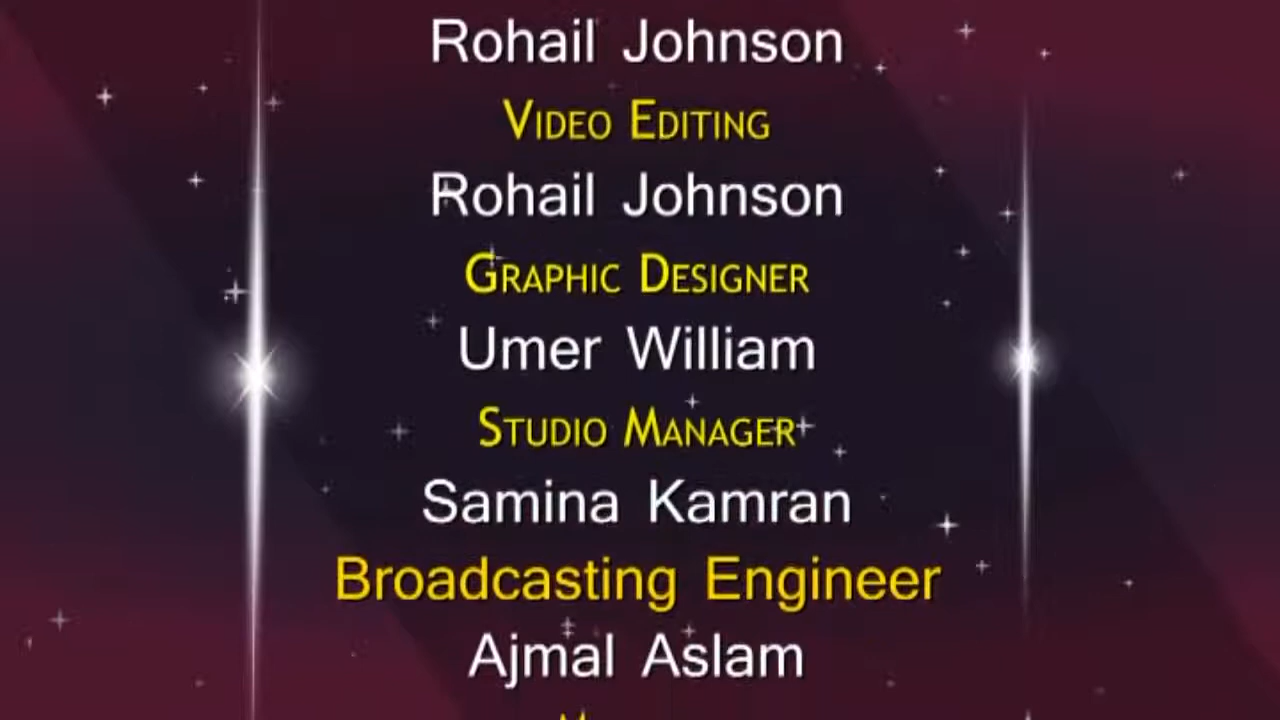 Rohail Johnson
VIDEO EDITING
Rohail Johnson
GRAPHIC DESIGNER
Umer William
STUDIO MANAGER
Samina Kamran
Broadcasting Engineer
Ajmal Aslam